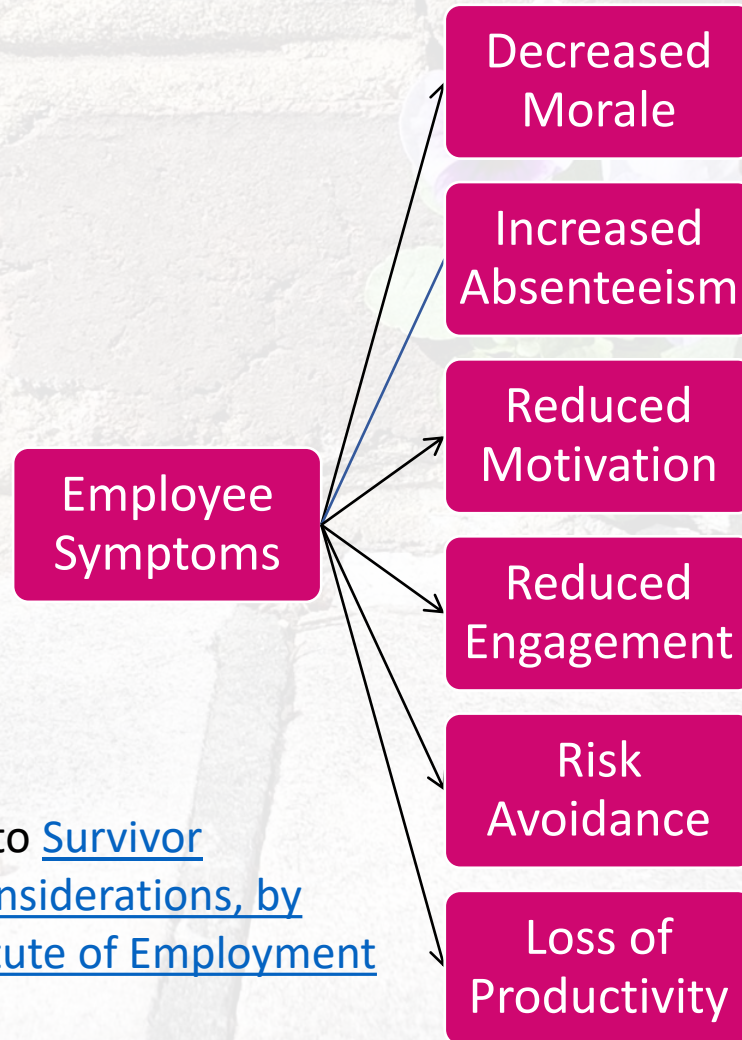 Decreased
Morale
Increased
Absenteeism
Reduced
Motivation
Employee
Symptoms
Reduced
Engagement
Risk
Avoidance
Loss of
Productivity
to Survivor
nsiderations, by
tute of Employment